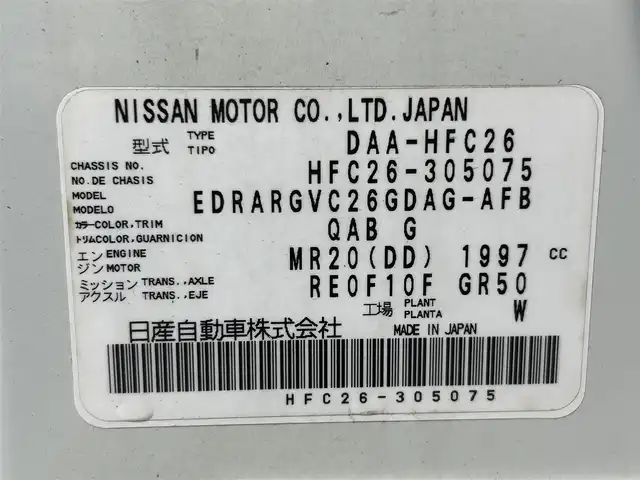 NISSAN MOTOR CO.,LTD.JAPAN
型式 TYPE TIPO DAA-HFC26
CHASSIS NO.
NO.DE CHASIS HFC26-305075
MODEL
MODELO EDRARGVC26GDAG-AFB
カラーCOLOR,TRIM
トリムCOLOR,GUARNICION QAB G
エン ENGINE
ジン MOTOR MR20(DD) 1997 CC
ミッション TRANS.,AXLE
アクスル TRANS.,EJE RE0F10F GR50
工場 PLANT PLANTA W
日産自動車株式会社 MADE IN JAPAN
HFC26-305075